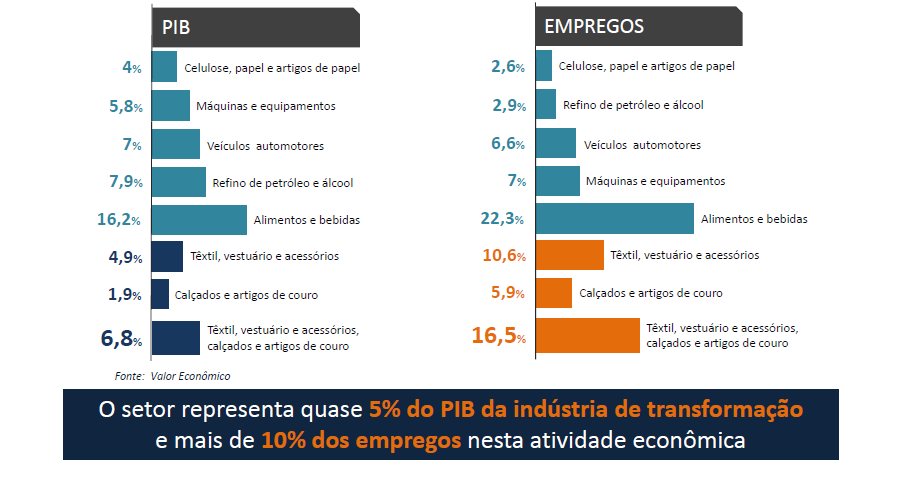 PIB
4% Celulose, papel e artigos de papel
5,8% Máquinas e equipamentos
7% Veículos automotores
7,9% Refino de petróleo e álcool
16,2% Alimentos e bebidas
4,9% Têxtil, vestuário e acessórios
1,9% Calçados e artigos de couro
6,8% Têxtil, vestuário e acessórios,
calçados e artigos de couro
Fonte: Valor Econômico
EMPREGOS
2,6% Celulose, papel e artigos de papel
2,9% Refino de petróleo e álcool
6,6% Veículos automotores
7% Máquinas e equipamentos
22,3% Alimentos e bebidas
10,6% Têxtil, vestuário e acessórios
5,9% Calçados e artigos de couro
16,5% Têxtil, vestuário e acessórios,
calçados e artigos de couro
O setor representa quase 5% do PIB da indústria de transformação
e mais de 10% dos empregos nesta atividade econômica